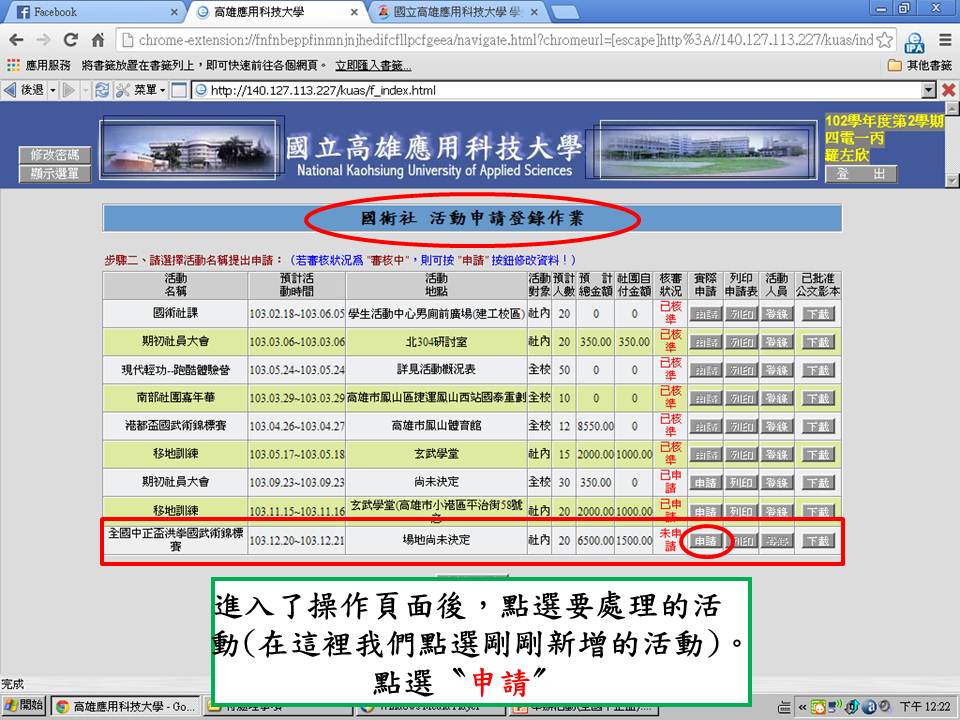 Facebook
高雄應用科技大學
國立高雄應用科技大學 學
chrome-extension://fnfnbeppfinmnjnjhedifcfllpcfgeea/navigate.html?chromeurl=[escape]http%3A//140.127.113.227/kuas/ind
應用服務 將書籤放置在書籤列上，即可快速前往各個網頁。 立即匯入書籤...
其他書籤
後退 菜單 http://140.127.113.227/kuas/f_index.html
修改密碼
顯示選單
國立高雄應用科技大學
National Kaohsiung University of Applied Sciences
102學年度第2學期
四電一丙
羅左欣
登 出
國術社 活動申請登錄作業
步驟二、請選擇活動名稱提出申請：（若審核狀況為 "審核中"，則可按 "申請" 按鈕修改資料！）
活動名稱 預計活動時間 活動地點 活動對象 預計人數 預計總金額 社團自付金額 核審狀況 實際申請 列印申請表 活動人員 已批准公文影本
國術社課 103.02.18~103.06.05 學生活動中心男廁前廣場(建工校區) 社內 20 0 0 已核準 申請 列印 登錄 下載
期初社員大會 103.03.06~103.03.06 北304研討室 社內 20 350.00 350.00 已核準 申請 列印 登錄 下載
現代輕功--跑酷體驗營 103.05.24~103.05.24 詳見活動概況表 全校 50 0 0 已核準 申請 列印 登錄 下載
南部社團嘉年華 103.03.29~103.03.29 高雄市鳳山區捷運鳳山西站國泰重劃 全校 10 0 0 已核準 申請 列印 登錄 下載
港都盃國武術錦標賽 103.04.26~103.04.27 高雄市鳳山體育館 全校 12 8550.00 0 已核準 申請 列印 登錄 下載
移地訓練 103.05.17~103.05.18 玄武學堂 社內 15 2000.00 1000.00 已核準 申請 列印 登錄 下載
期初社員大會 103.09.23~103.09.23 尚未決定 全校 30 350.00 0 已申請 申請 列印 登錄 下載
移地訓練 103.11.15~103.11.16 玄武學堂(高雄市小港區平治街58號之 社內 20 2000.00 1000.00 已申請 申請 列印 登錄 下載
全國中正盃洪拳國武術錦標賽 103.12.20~103.12.21 場地尚未決定 社內 20 6500.00 1500.00 未申請 申請 列印 登錄 下載
進入了操作頁面後，點選要處理的活
動(在這裡我們點選剛剛新增的活動)。
點選〝申請〞
完成
開始 高雄應用科技大學 - Go... 待處理事項 Windows Media Player 下午 12:22